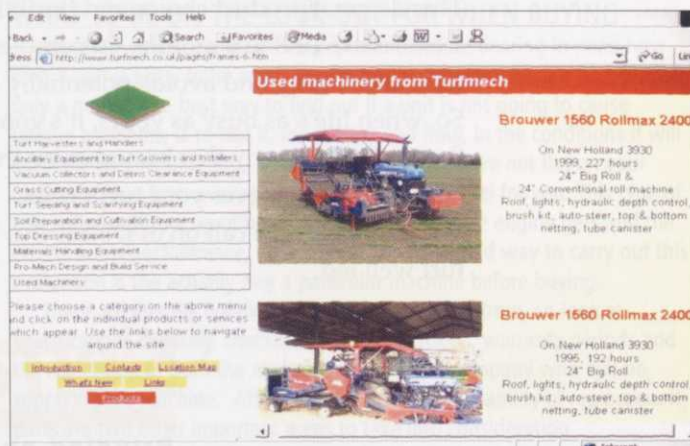 Edit View Favorites Tools Help
Back Search Favorites Media
http://www.turfmech.co.uk/pages/frames-6.htm Go
Used machinery from Turfmech
Turf Harvesters and Handlers
Ancillary Equipment for Turf Growers and Installers
Vacuum Collectors and Debris Clearance Equipment
Grass Cutting Equipment
Turf Seeding and Scarifying Equipment
Soil Preparation and Cultivation Equipment
Top Dressing Equipment
Materials Handling Equipment
Pro-Mech Design and Build Service
Used Machinery
Please choose a category on the above menu
and click on the individual products or services
which appear. Use the links below to navigate
around the site
Introduction Contacts Location Map
What's New Links
Products
Brouwer 1560 Rollmax 2400
On New Holland 3930
1999, 227 hours
24" Big Roll &
24" Conventional roll machine
Roof, lights, hydraulic depth control,
brush kit, auto-steer, top & bottom
netting, tube canister
Brouwer 1560 Rollmax 2400
On New Holland 3930
1995, 192 hours
24" Big Roll
Roof, lights, hydraulic depth control
brush kit, auto-steer, top & bottom
netting, tube canister